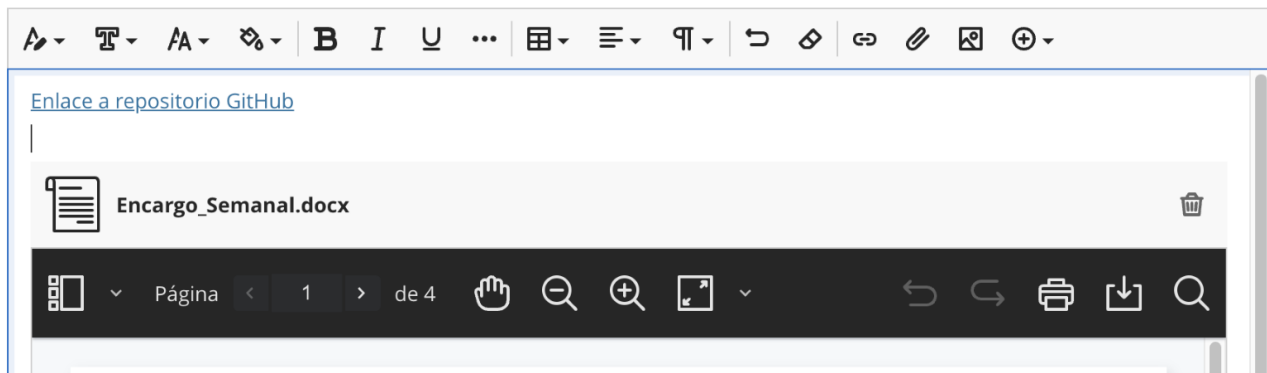 Enlace a repositorio GitHub
Encargo_Semanal.docx
Página 1 de 4